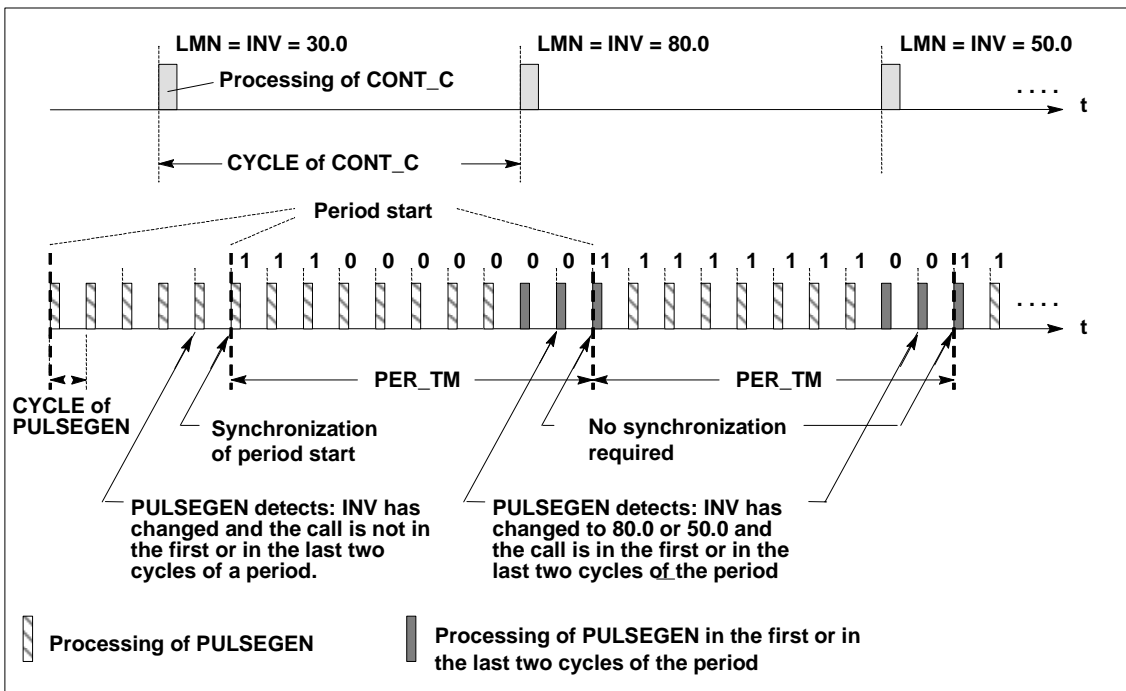 LMN = INV = 30.0 LMN = INV = 80.0 LMN = INV = 50.0
Processing of CONT_C
. . . .
t
CYCLE of CONT_C
Period start
1 1 1 0 0 0 0 0 0 0 1 1 1 1 1 1 1 1 0 0 1 1
. . . .
t
PER_TM PER_TM
CYCLE of
PULSEGEN
Synchronization
of period start
No synchronization
required
PULSEGEN detects: INV has
changed and the call is not in
the first or in the last two
cycles of a period.
PULSEGEN detects: INV has
changed to 80.0 or 50.0 and
the call is in the first or in the
last two cycles of the period
Processing of PULSEGEN
Processing of PULSEGEN in the first or in
the last two cycles of the period